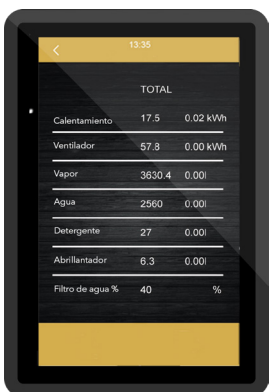 13:35
TOTAL
Calentamiento 17.5 0.02 kWh
Ventilador 57.8 0.00 kWh
Vapor 3630.4 0.00l
Agua 2560 0.00l
Detergente 27 0.00l
Abrillantador 6.3 0.00l
Filtro de agua % 40 %